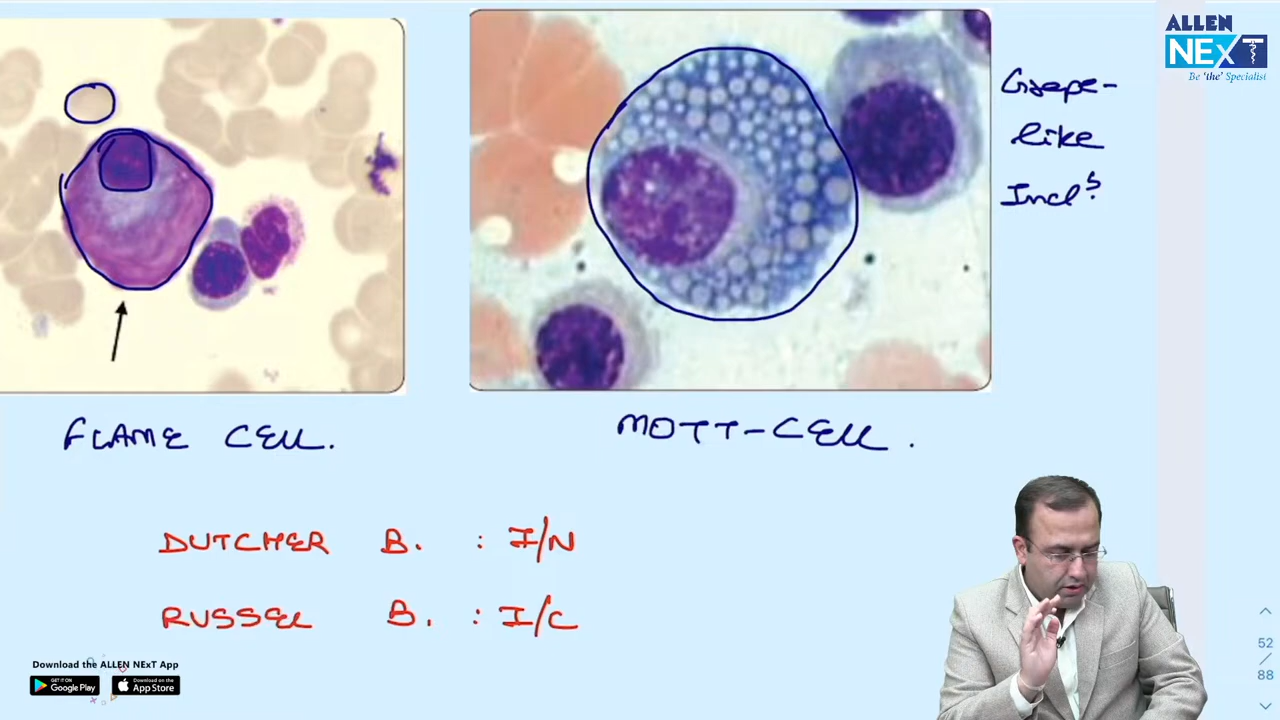 ALLEN
NEXT
Be 'the' Specialist
Grape-
like
Incl⁵.
FLAME CELL.
MOTT-CELL.
DUTCHER B. : I/N
RUSSEL B. : I/C
Download the ALLEN NExT App
GET IT ON
Google Play
Download on the
App Store
52
/
88